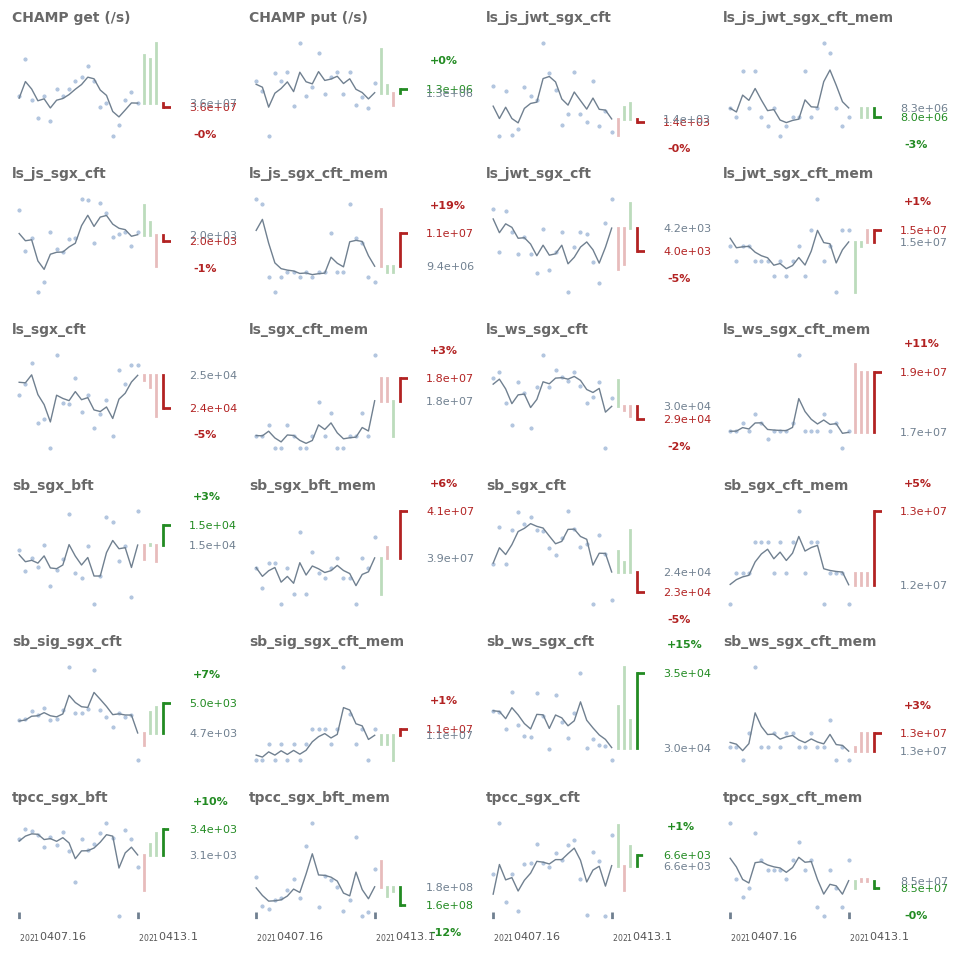 CHAMP get (/s)
3.6e+07
3.6e+07
-0%
CHAMP put (/s)
+0%
1.3e+06
1.3e+06
ls_js_jwt_sgx_cft
1.4e+03
1.4e+03
-0%
ls_js_jwt_sgx_cft_mem
8.3e+06
8.0e+06
-3%
ls_js_sgx_cft
2.0e+03
2.0e+03
-1%
ls_js_sgx_cft_mem
+19%
1.1e+07
9.4e+06
ls_jwt_sgx_cft
4.2e+03
4.0e+03
-5%
ls_jwt_sgx_cft_mem
+1%
1.5e+07
1.5e+07
ls_sgx_cft
2.5e+04
2.4e+04
-5%
ls_sgx_cft_mem
+3%
1.8e+07
1.8e+07
ls_ws_sgx_cft
3.0e+04
2.9e+04
-2%
ls_ws_sgx_cft_mem
+11%
1.9e+07
1.7e+07
sb_sgx_bft
+3%
1.5e+04
1.5e+04
sb_sgx_bft_mem
+6%
4.1e+07
3.9e+07
sb_sgx_cft
2.4e+04
2.3e+04
-5%
sb_sgx_cft_mem
+5%
1.3e+07
1.2e+07
sb_sig_sgx_cft
+7%
5.0e+03
4.7e+03
sb_sig_sgx_cft_mem
+1%
1.1e+07
1.1e+07
sb_ws_sgx_cft
+15%
3.5e+04
3.0e+04
sb_ws_sgx_cft_mem
+3%
1.3e+07
1.3e+07
tpcc_sgx_bft
+10%
3.4e+03
3.1e+03
2021 0407.16
2021 0413.1
tpcc_sgx_bft_mem
1.8e+08
1.6e+08
-12%
2021 0407.16
2021 0413.1
tpcc_sgx_cft
+1%
6.6e+03
6.6e+03
2021 0407.16
2021 0413.1
tpcc_sgx_cft_mem
8.5e+07
8.5e+07
-0%
2021 0407.16
2021 0413.1